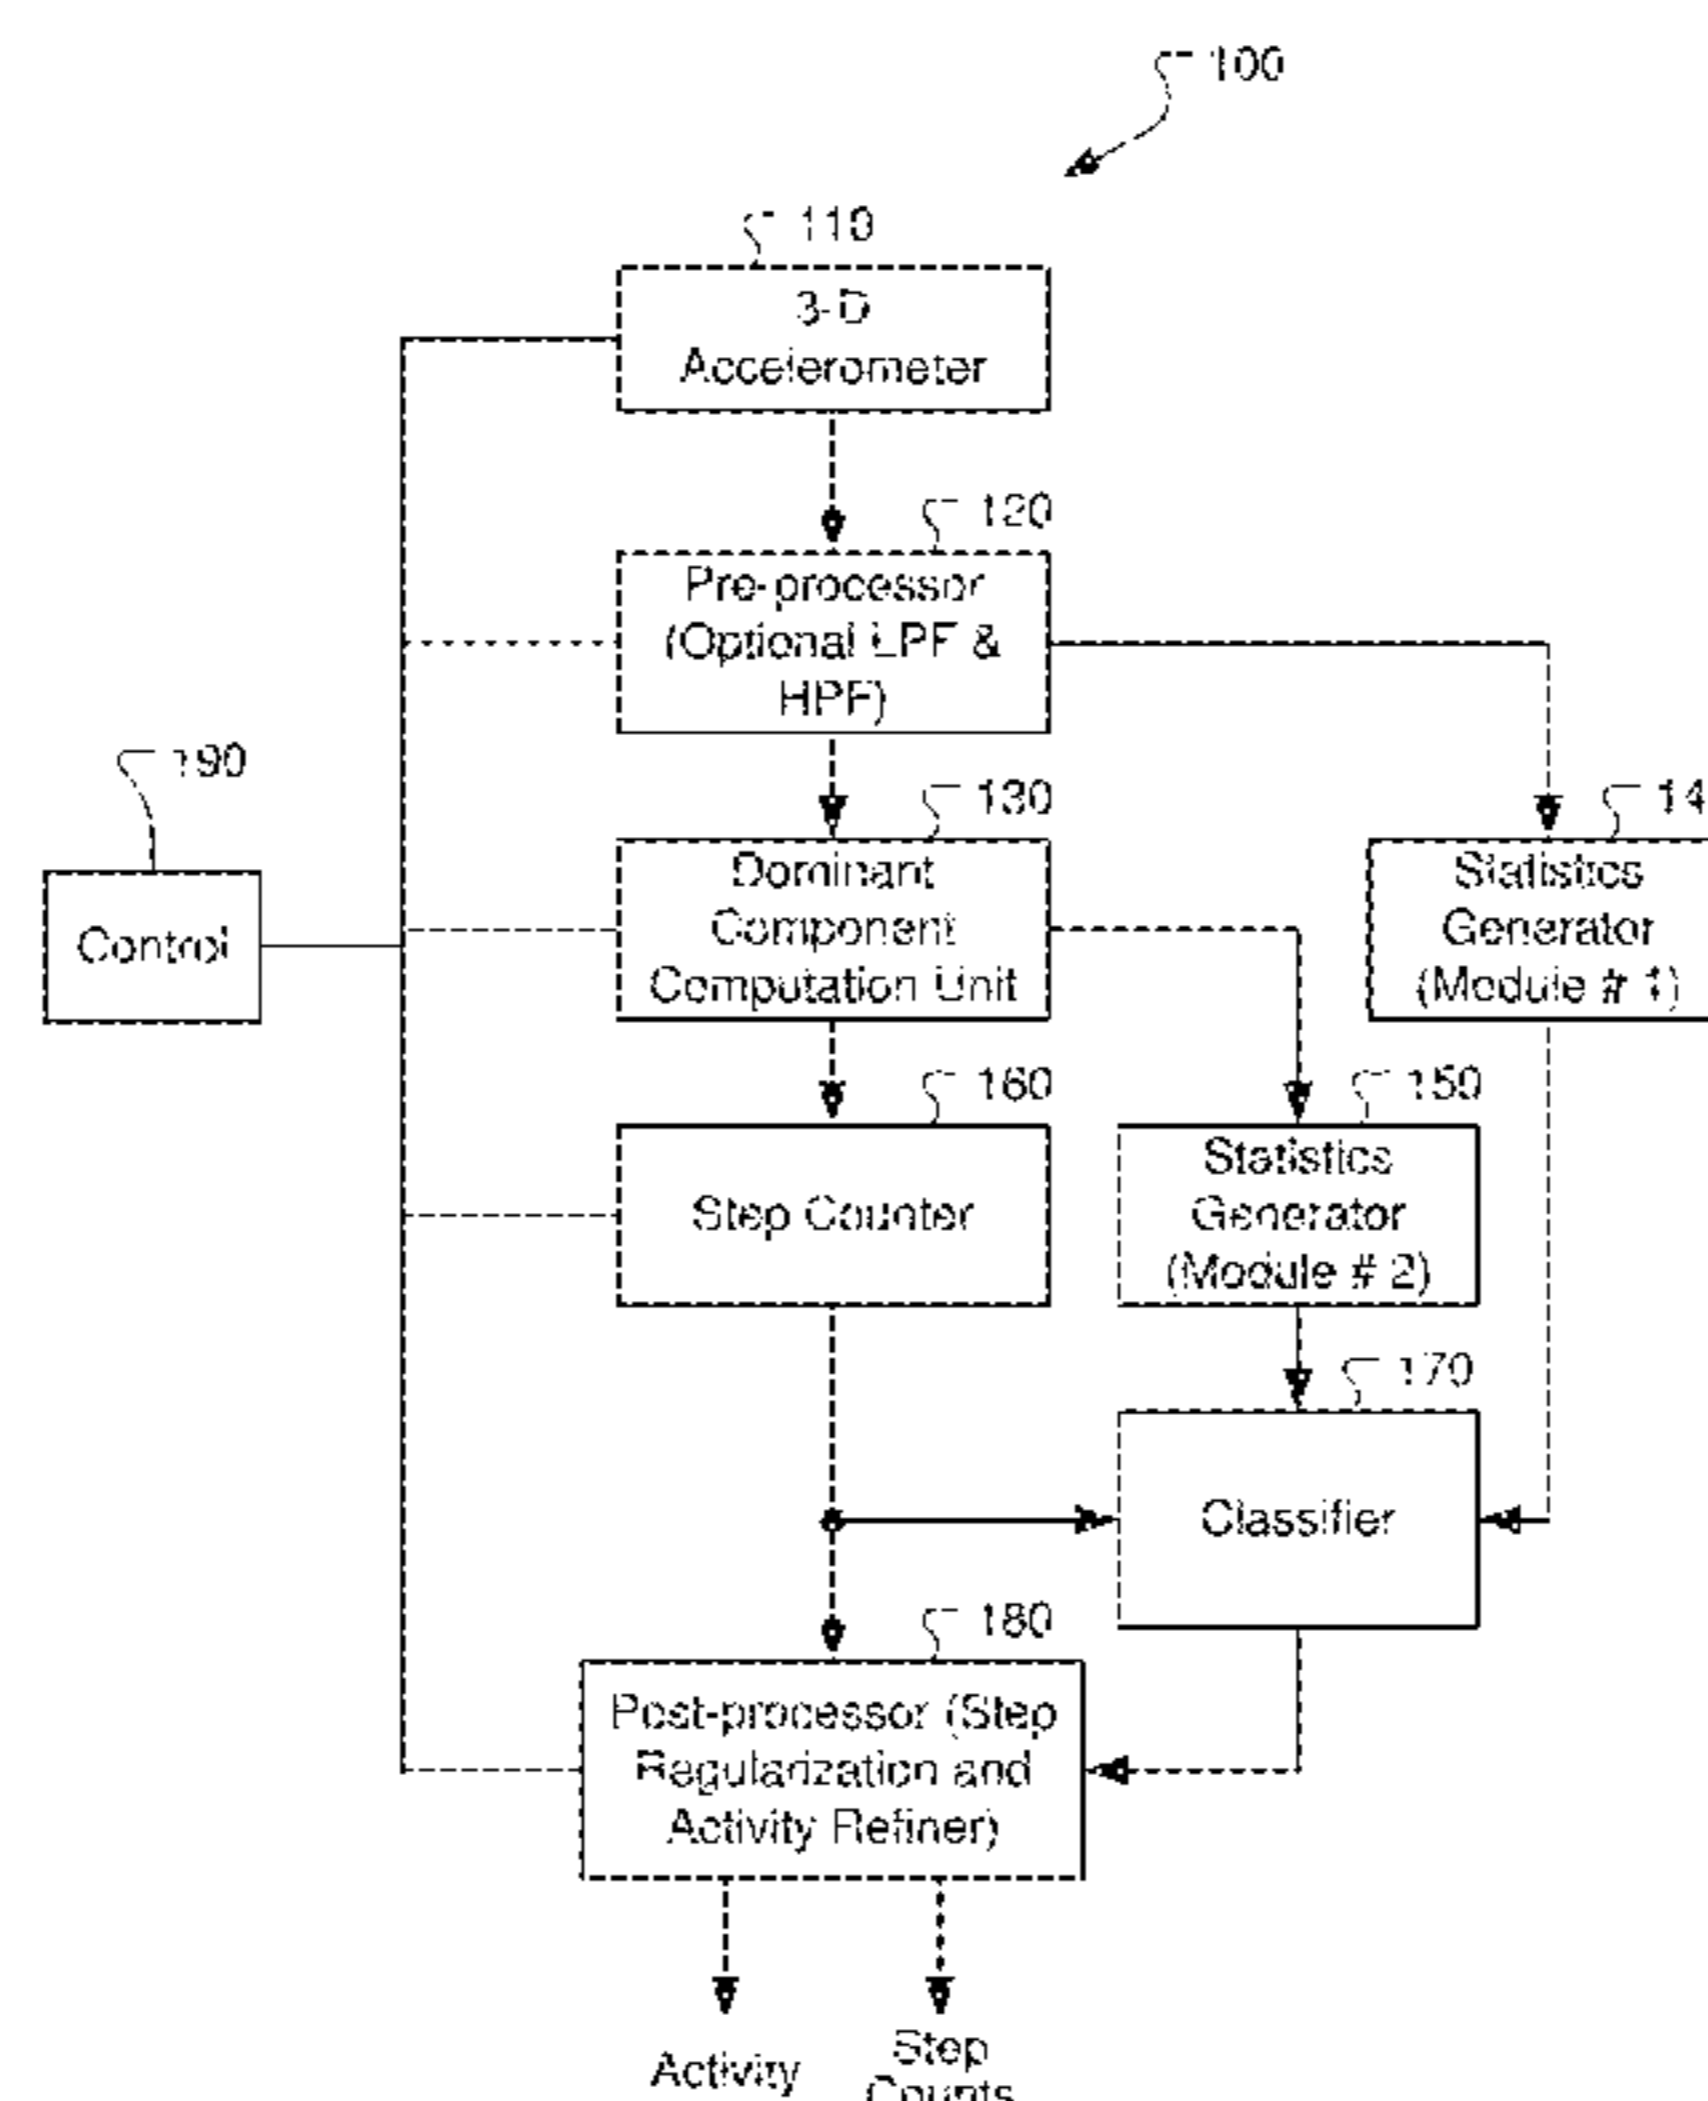 100
110
3-D
Accelerometer
120
Pre-processor
(Optional LPF &
HPF)
190
Control
130
Dominant
Component
Computation Unit
14
Statistics
Generator
(Module # 1)
160
Step Counter
150
Statistics
Generator
(Module # 2)
170
Classifier
180
Post-processor (Step
Regularization and
Activity Refiner)
Activity
Step
Counts